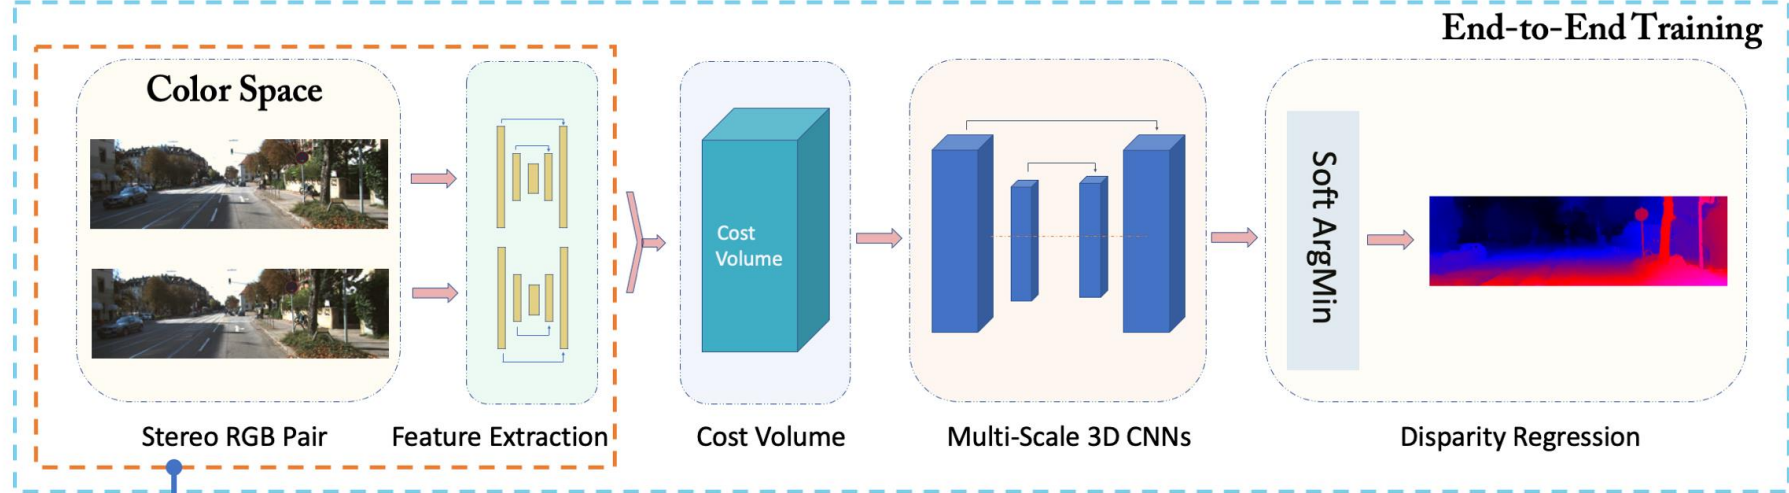 End-to-End Training
Color Space
Cost
Volume
Soft ArgMin
Stereo RGB Pair
Feature Extraction
Cost Volume
Multi-Scale 3D CNNs
Disparity Regression